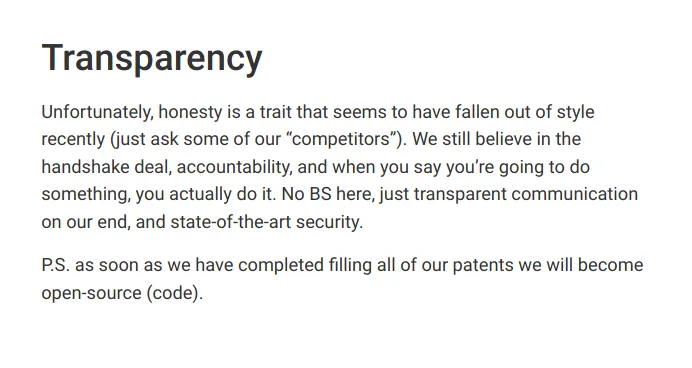 Transparency
Unfortunately, honesty is a trait that seems to have fallen out of style
recently (just ask some of our “competitors”). We still believe in the
handshake deal, accountability, and when you say you’re going to do
something, you actually do it. No BS here, just transparent communication
on our end, and state-of-the-art security.
P.S. as soon as we have completed filling all of our patents we will become
open-source (code).